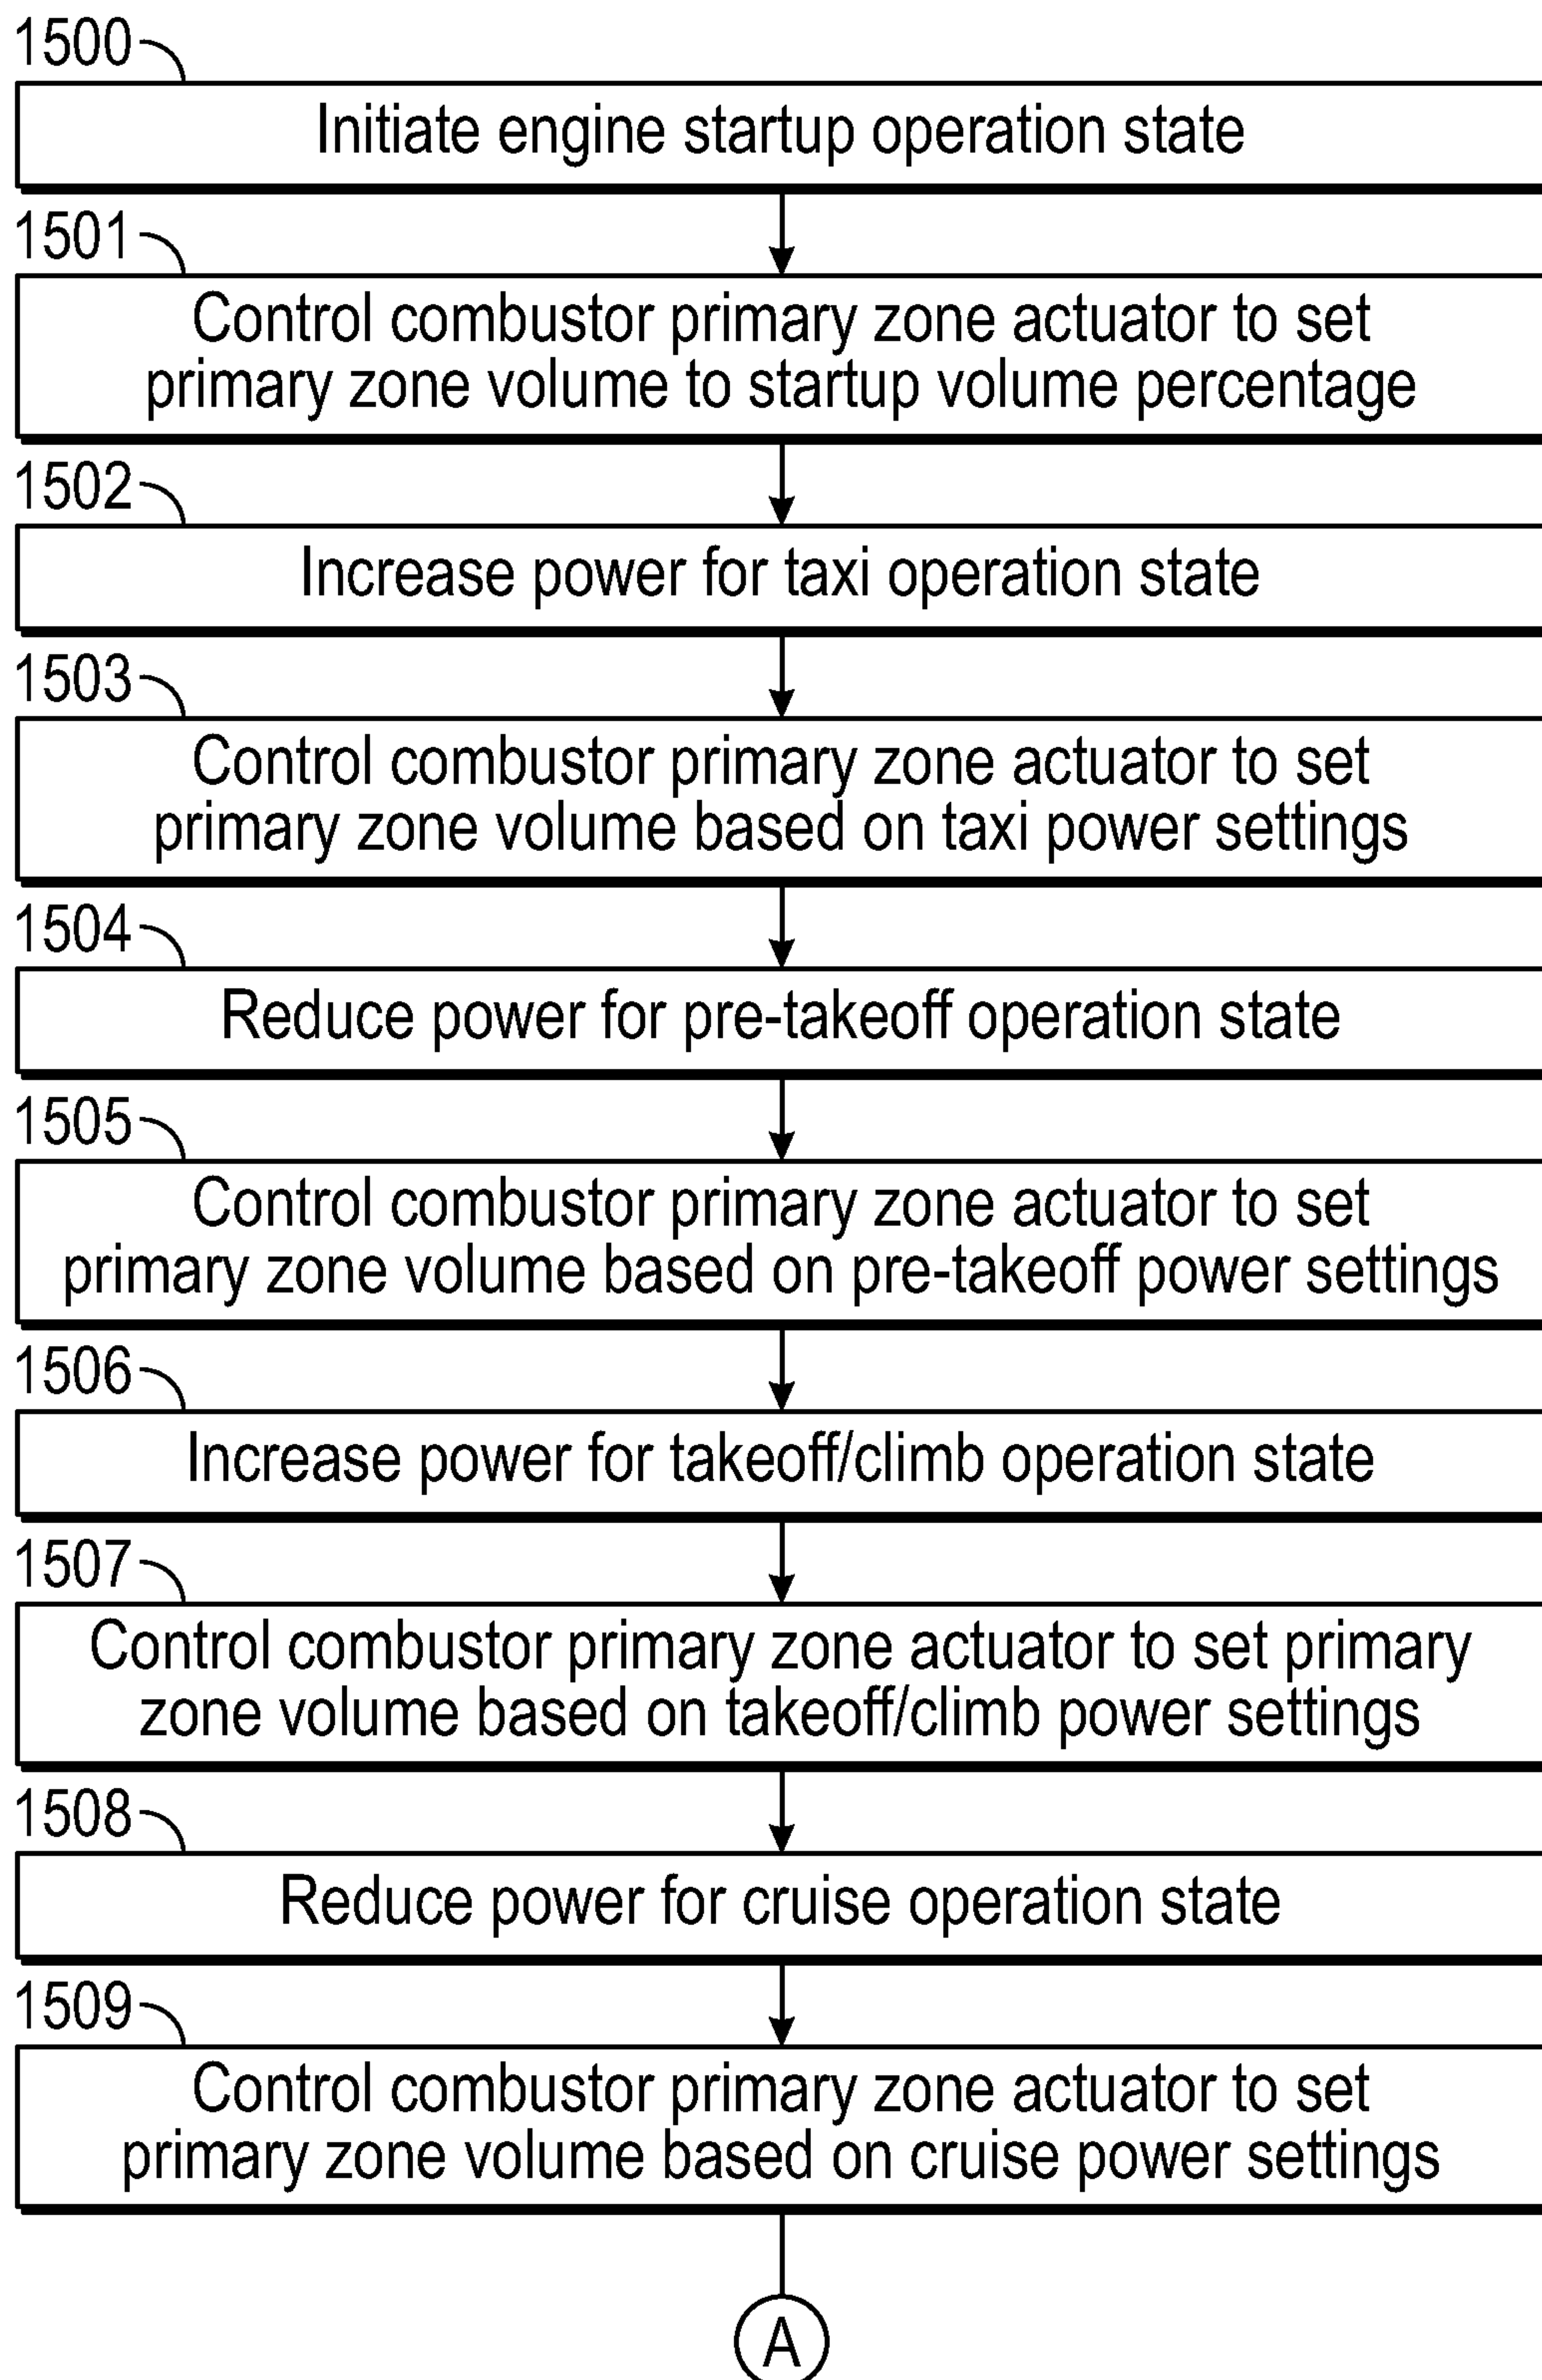 1500
Initiate engine startup operation state
1501
Control combustor primary zone actuator to set
primary zone volume to startup volume percentage
1502
Increase power for taxi operation state
1503
Control combustor primary zone actuator to set
primary zone volume based on taxi power settings
1504
Reduce power for pre-takeoff operation state
1505
Control combustor primary zone actuator to set
primary zone volume based on pre-takeoff power settings
1506
Increase power for takeoff/climb operation state
1507
Control combustor primary zone actuator to set primary
zone volume based on takeoff/climb power settings
1508
Reduce power for cruise operation state
1509
Control combustor primary zone actuator to set
primary zone volume based on cruise power settings
A